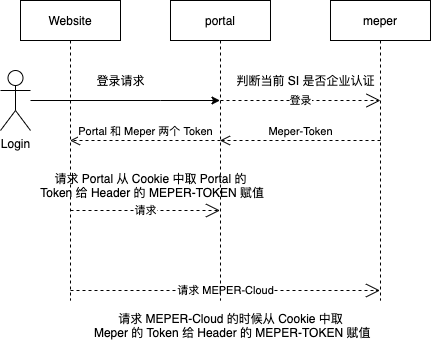 Website
portal
meper
登录请求
判断当前 SI 是否企业认证
登录
Login
Portal 和 Meper 两个 Token
Meper-Token
请求 Portal 从 Cookie 中取 Portal 的
Token 给 Header 的 MEPER-TOKEN 赋值
请求
请求 MEPER-Cloud
请求 MEPER-Cloud 的时候从 Cookie 中取
Meper 的 Token 给 Header 的 MEPER-TOKEN 赋值